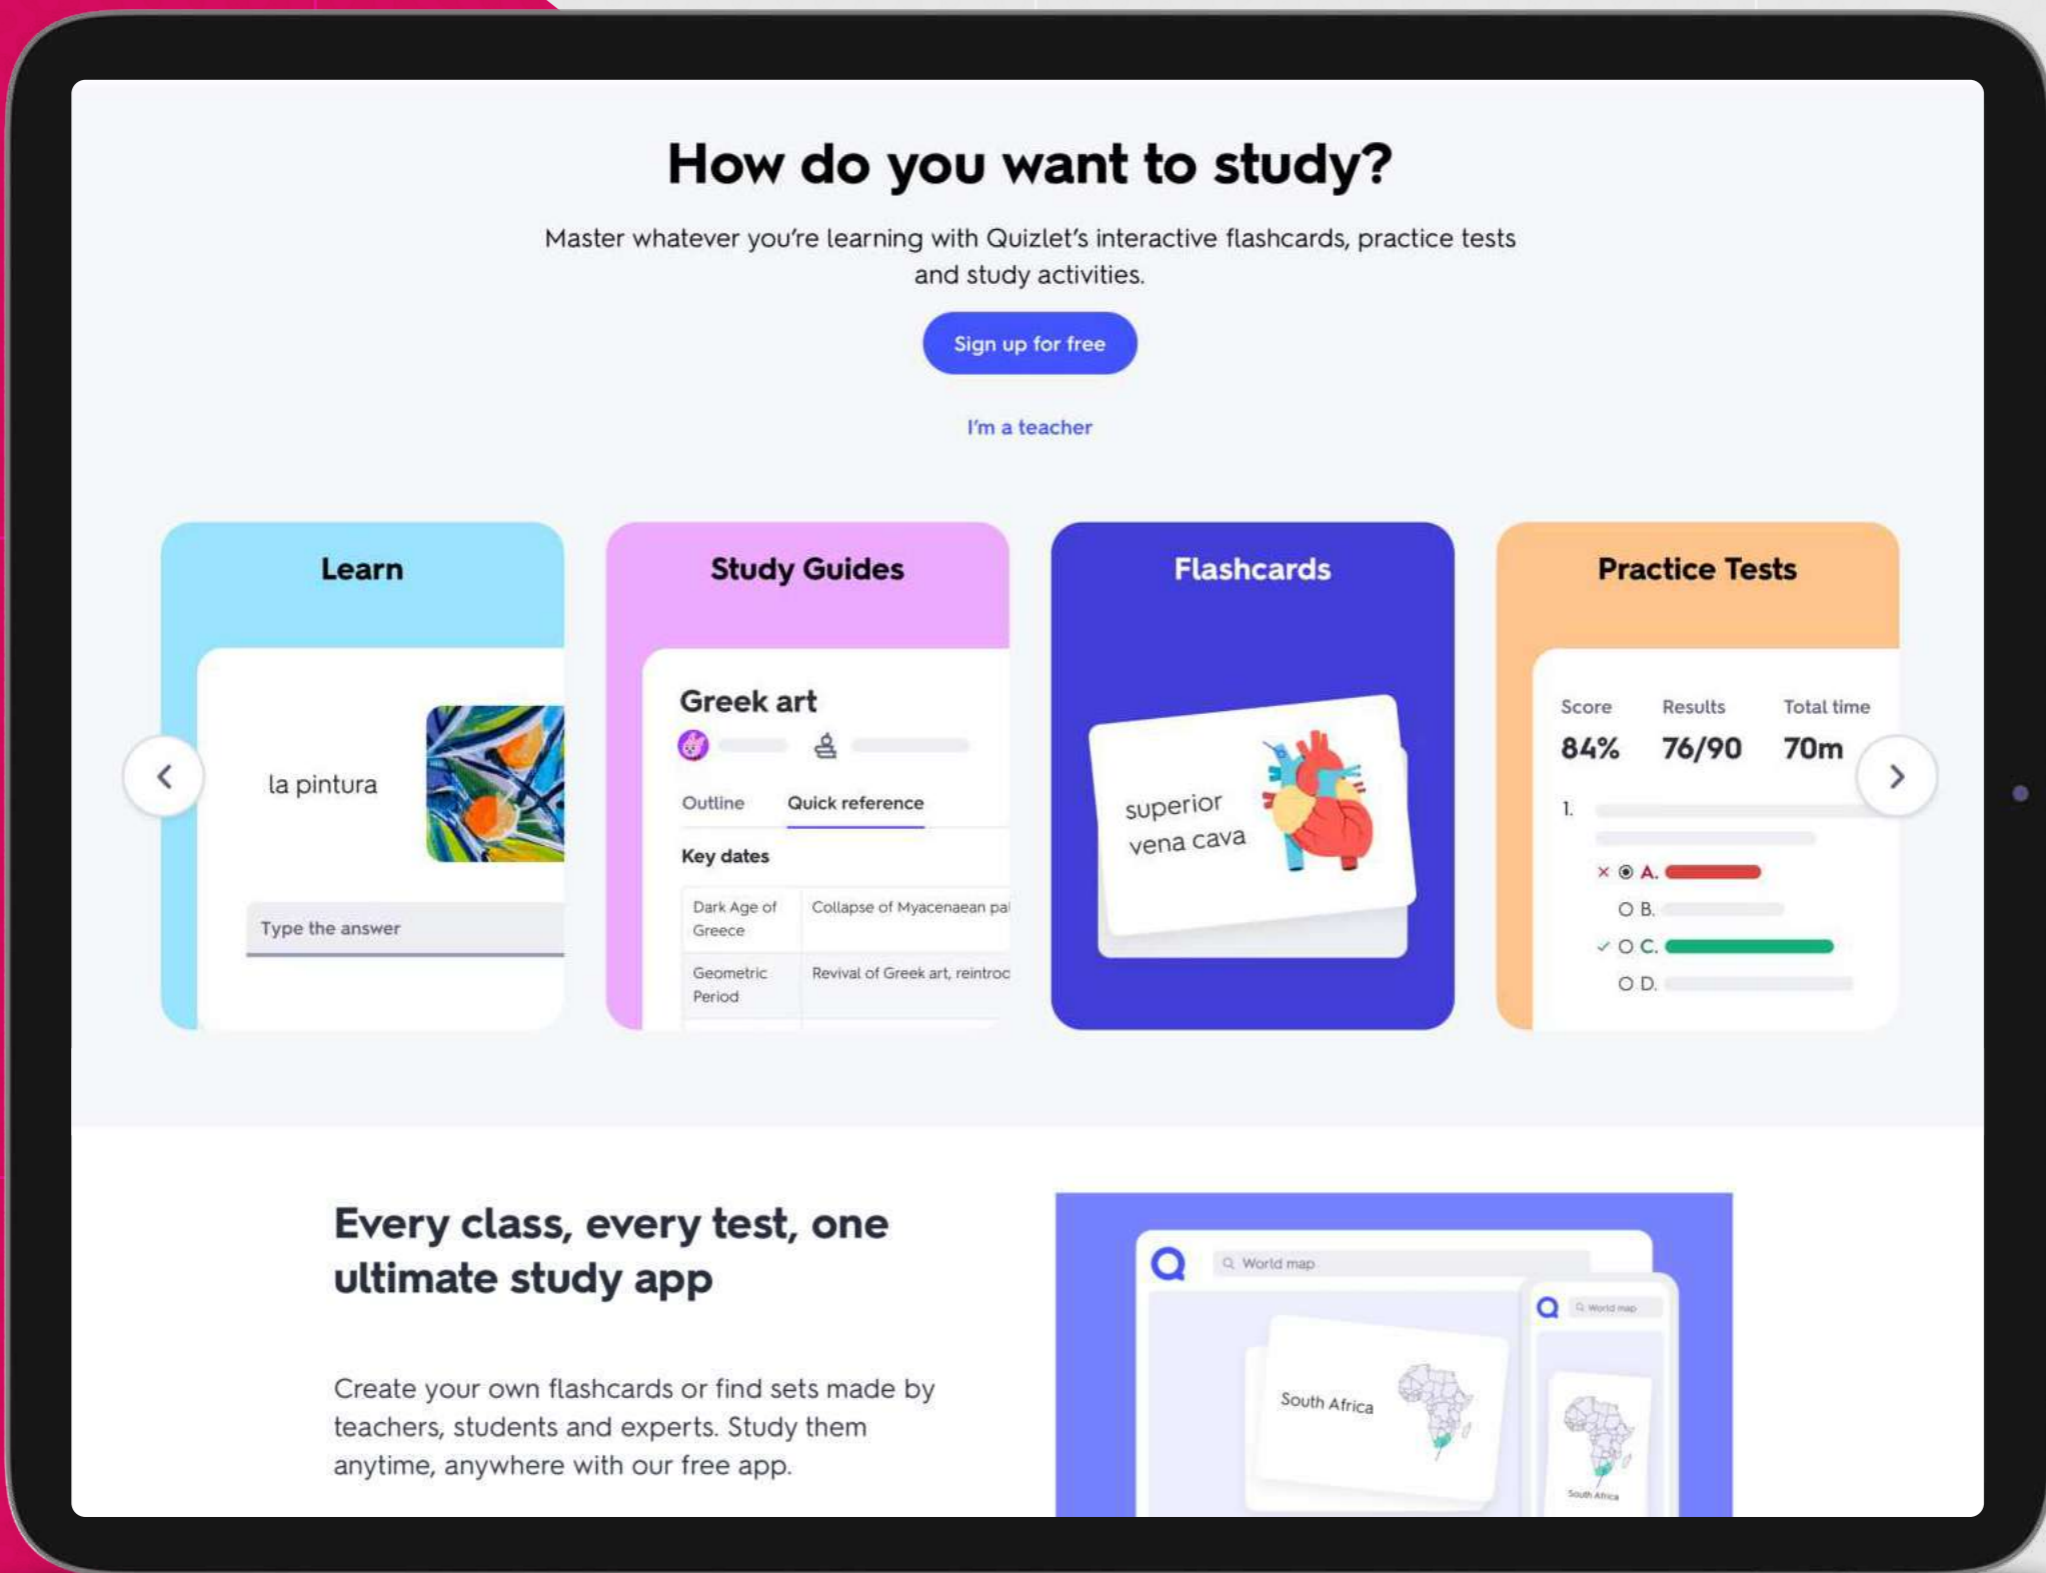 How do you want to study?
Master whatever you're learning with Quizlet's interactive flashcards, practice tests
and study activities.
Sign up for free
I'm a teacher
Learn
la pintura
Type the answer
Study Guides
Greek art
Outline Quick reference
Key dates
Dark Age of
Greece
Collapse of Myacenaean
Geometric
Period
Revival of Greek art,
Flashcards
superior
vena cava
Practice Tests
Score Results Total time
84% 76/90 70m
1.
A.
B.
C.
D.
Every class, every test, one
ultimate study app
Create your own flashcards or find sets made by
teachers, students and experts. Study them
anytime, anywhere with our free app.
World map
South Africa
World map
South Africa